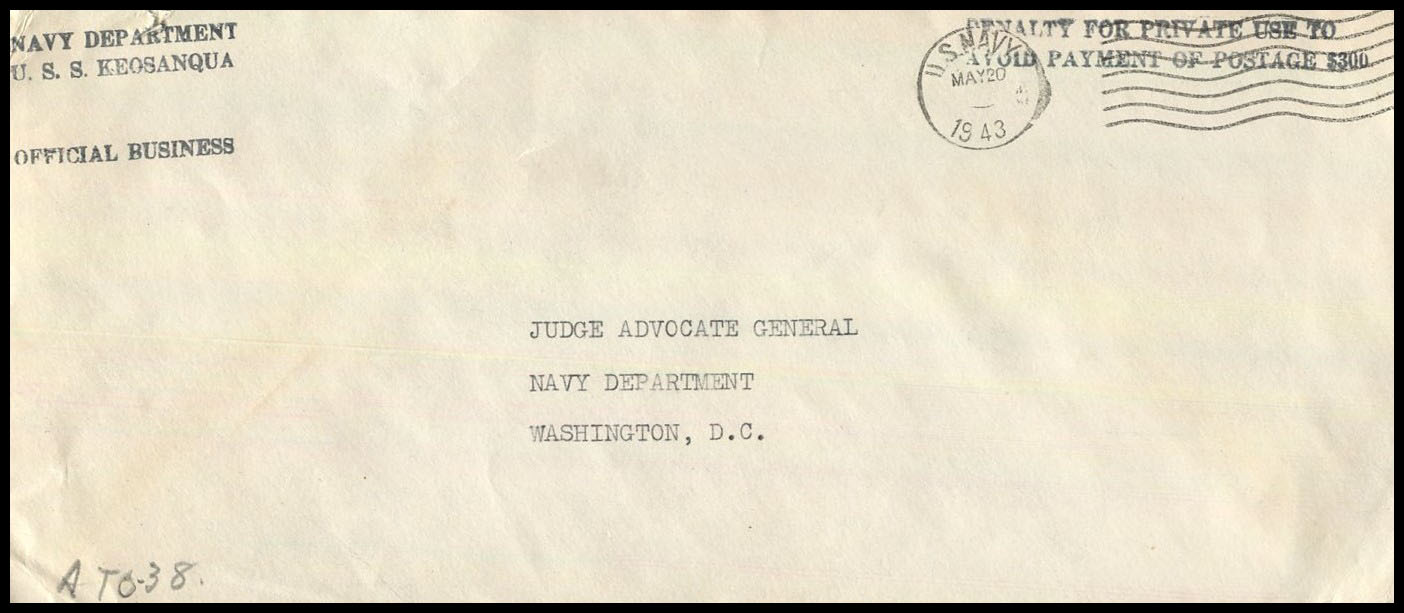 NAVY DEPARTMENT
U. S. S. KEOSANQUA
OFFICIAL BUSINESS
PENALTY FOR PRIVATE USE TO
AVOID PAYMENT OF POSTAGE $300
U.S. NAVY
MAY 20
1943
JUDGE ADVOCATE GENERAL
NAVY DEPARTMENT
WASHINGTON, D.C.
A TO-38.